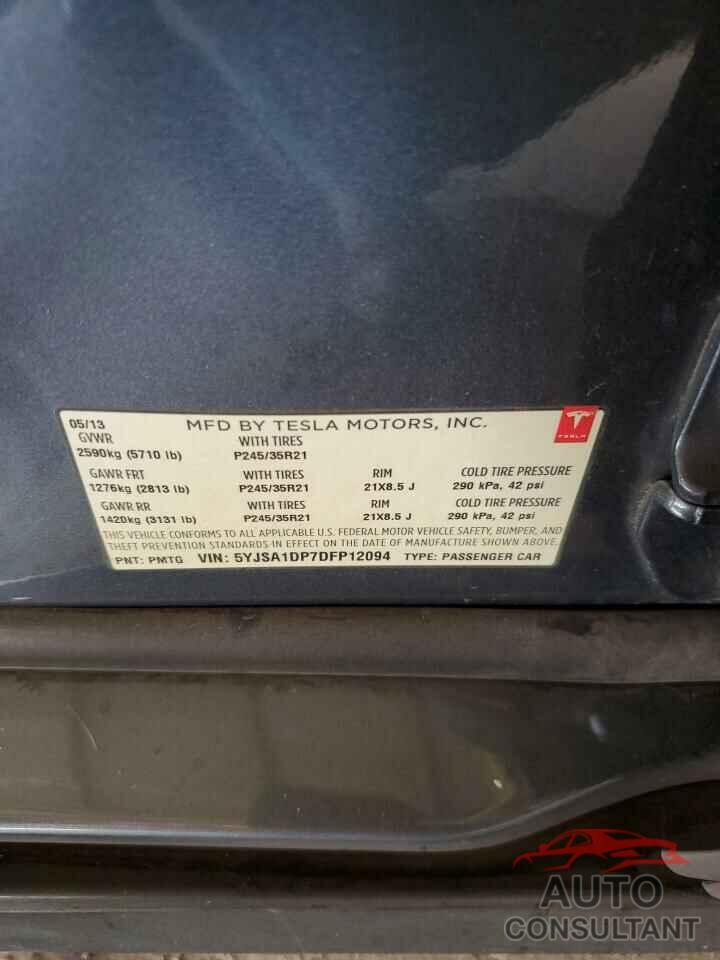 05/13 MFD BY TESLA MOTORS, INC.
GVWR WITH TIRES
2590kg (5710 lb) P245/35R21
TESLA
GAWR FRT WITH TIRES RIM COLD TIRE PRESSURE
1276kg (2813 lb) P245/35R21 21X8.5 J 290 kPa, 42 psi
GAWR RR WITH TIRES RIM COLD TIRE PRESSURE
1420kg (3131 lb) P245/35R21 21X8.5 J 290 kPa, 42 psi
THIS VEHICLE CONFORMS TO ALL APPLICABLE U.S. FEDERAL MOTOR VEHICLE SAFETY, BUMPER, AND
THEFT PREVENTION STANDARDS IN EFFECT ON THE DATE OF MANUFACTURE SHOWN ABOVE.
PNT: PMTG VIN: 5YJSA1DP7DFP12094 TYPE: PASSENGER CAR
AUTO
CONSULTANT